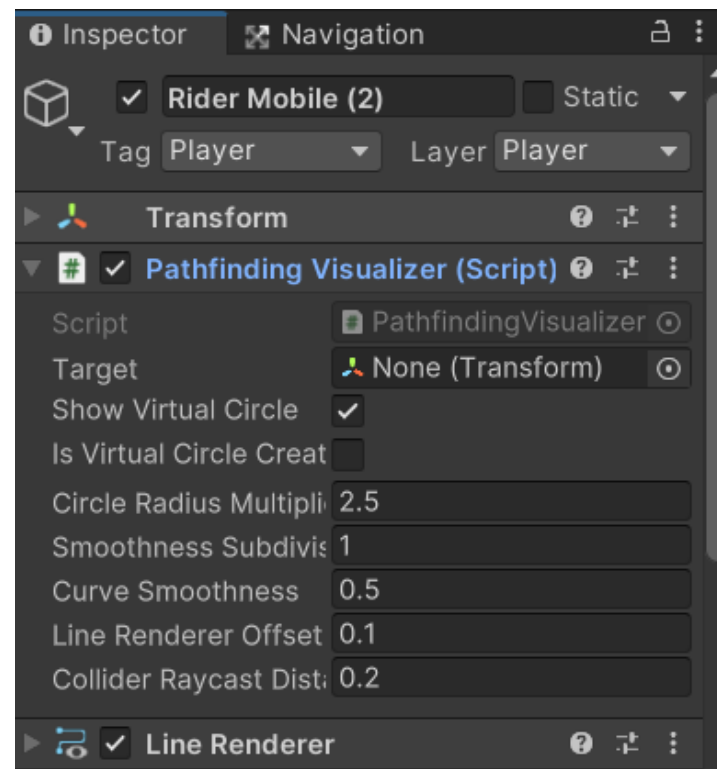 Inspector Navigation
Rider Mobile (2) Static
Tag Player Layer Player
Transform
# Pathfinding Visualizer (Script)
Script # PathfindingVisualizer
Target None (Transform)
Show Virtual Circle
Is Virtual Circle Creat
Circle Radius Multipli 2.5
Smoothness Subdivis 1
Curve Smoothness 0.5
Line Renderer Offset 0.1
Collider Raycast Dista 0.2
Line Renderer